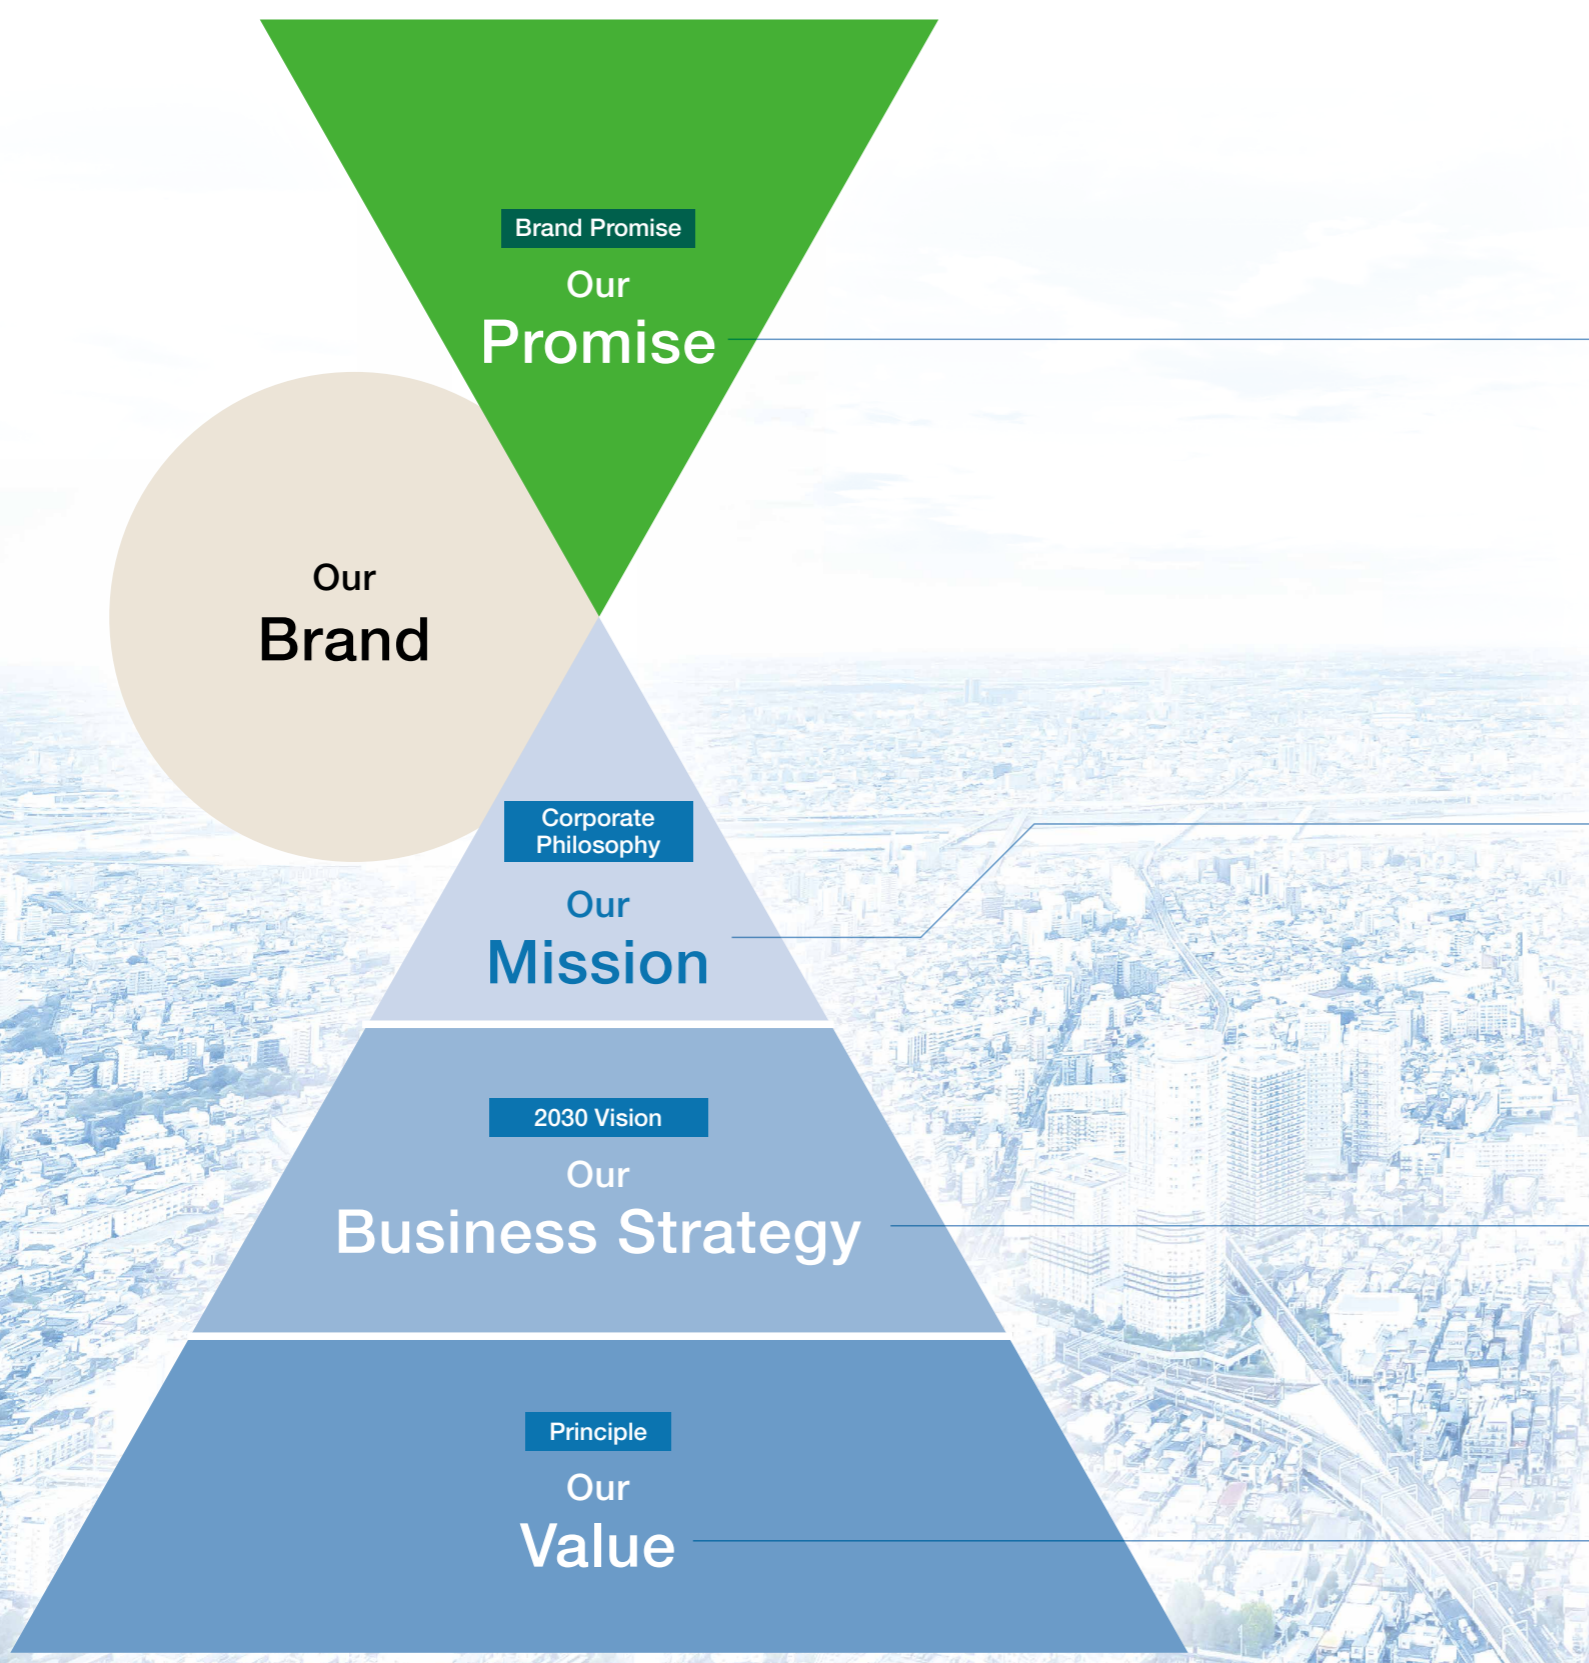 Brand Promise
Our
Promise
Our
Brand
Corporate
Philosophy
Our
Mission
2030 Vision
Our
Business Strategy
Principle
Our
Value